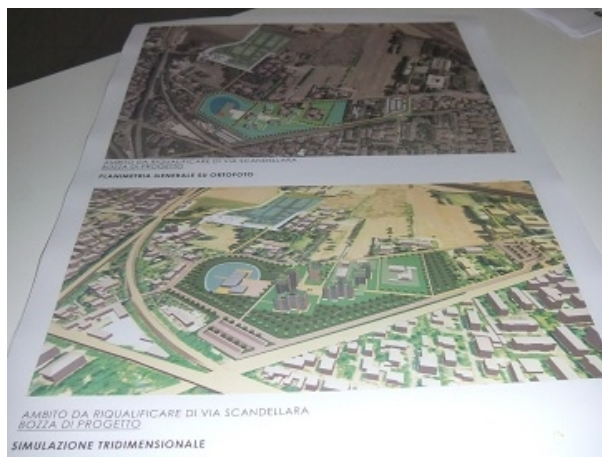 AMBITO DA RIQUALIFICARE DI VIA SCANDELLARA
BOZZA DI PROGETTO
PLANIMETRIA GENERALE SU ORTOFOTO
AMBITO DA RIQUALIFICARE DI VIA SCANDELLARA
BOZZA DI PROGETTO
SIMULAZIONE TRIDIMENSIONALE